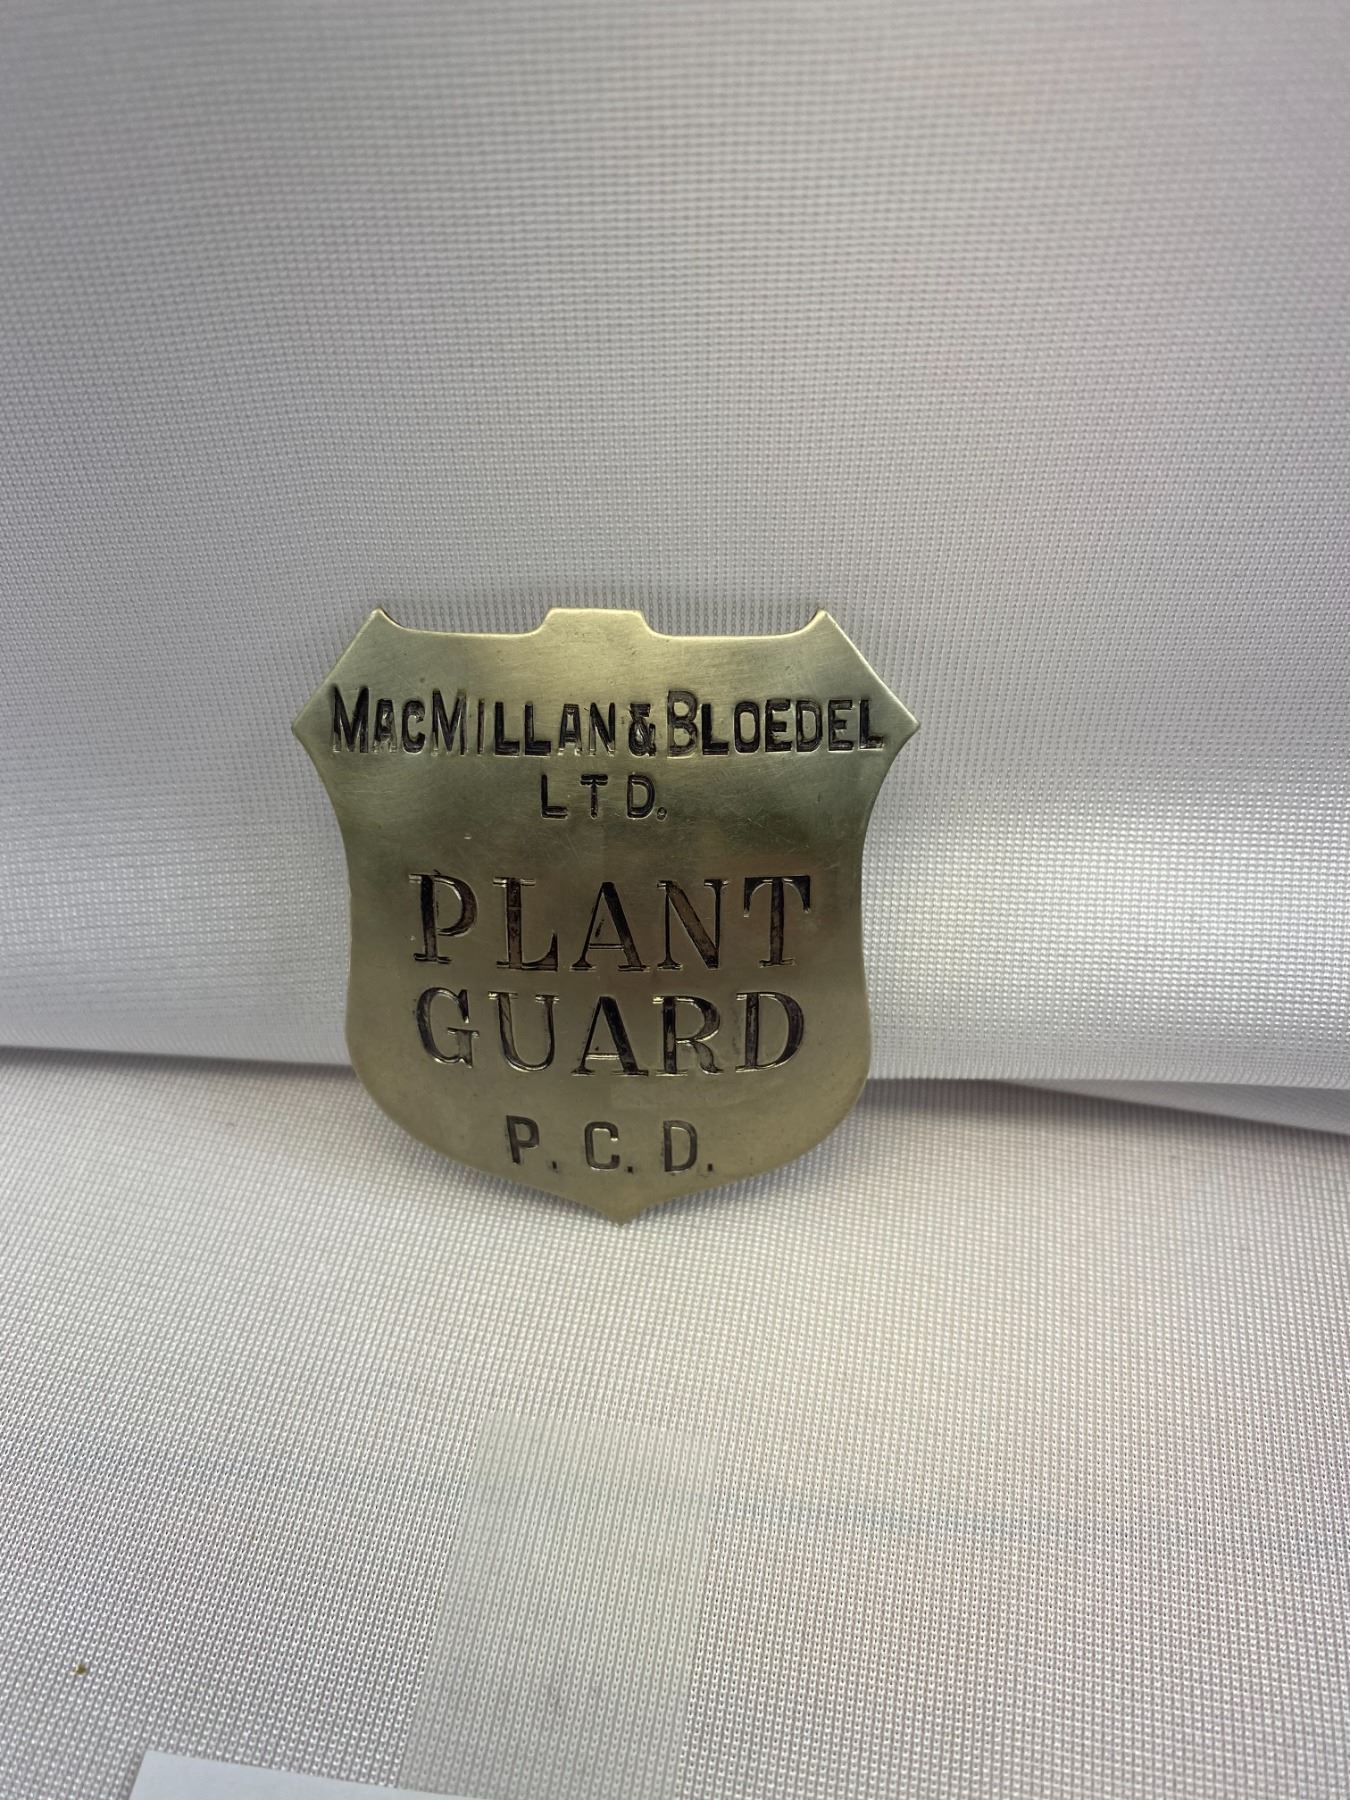 MACMILLAN & BLOEDEL
LTD.
PLANT
GUARD
P.C.D.